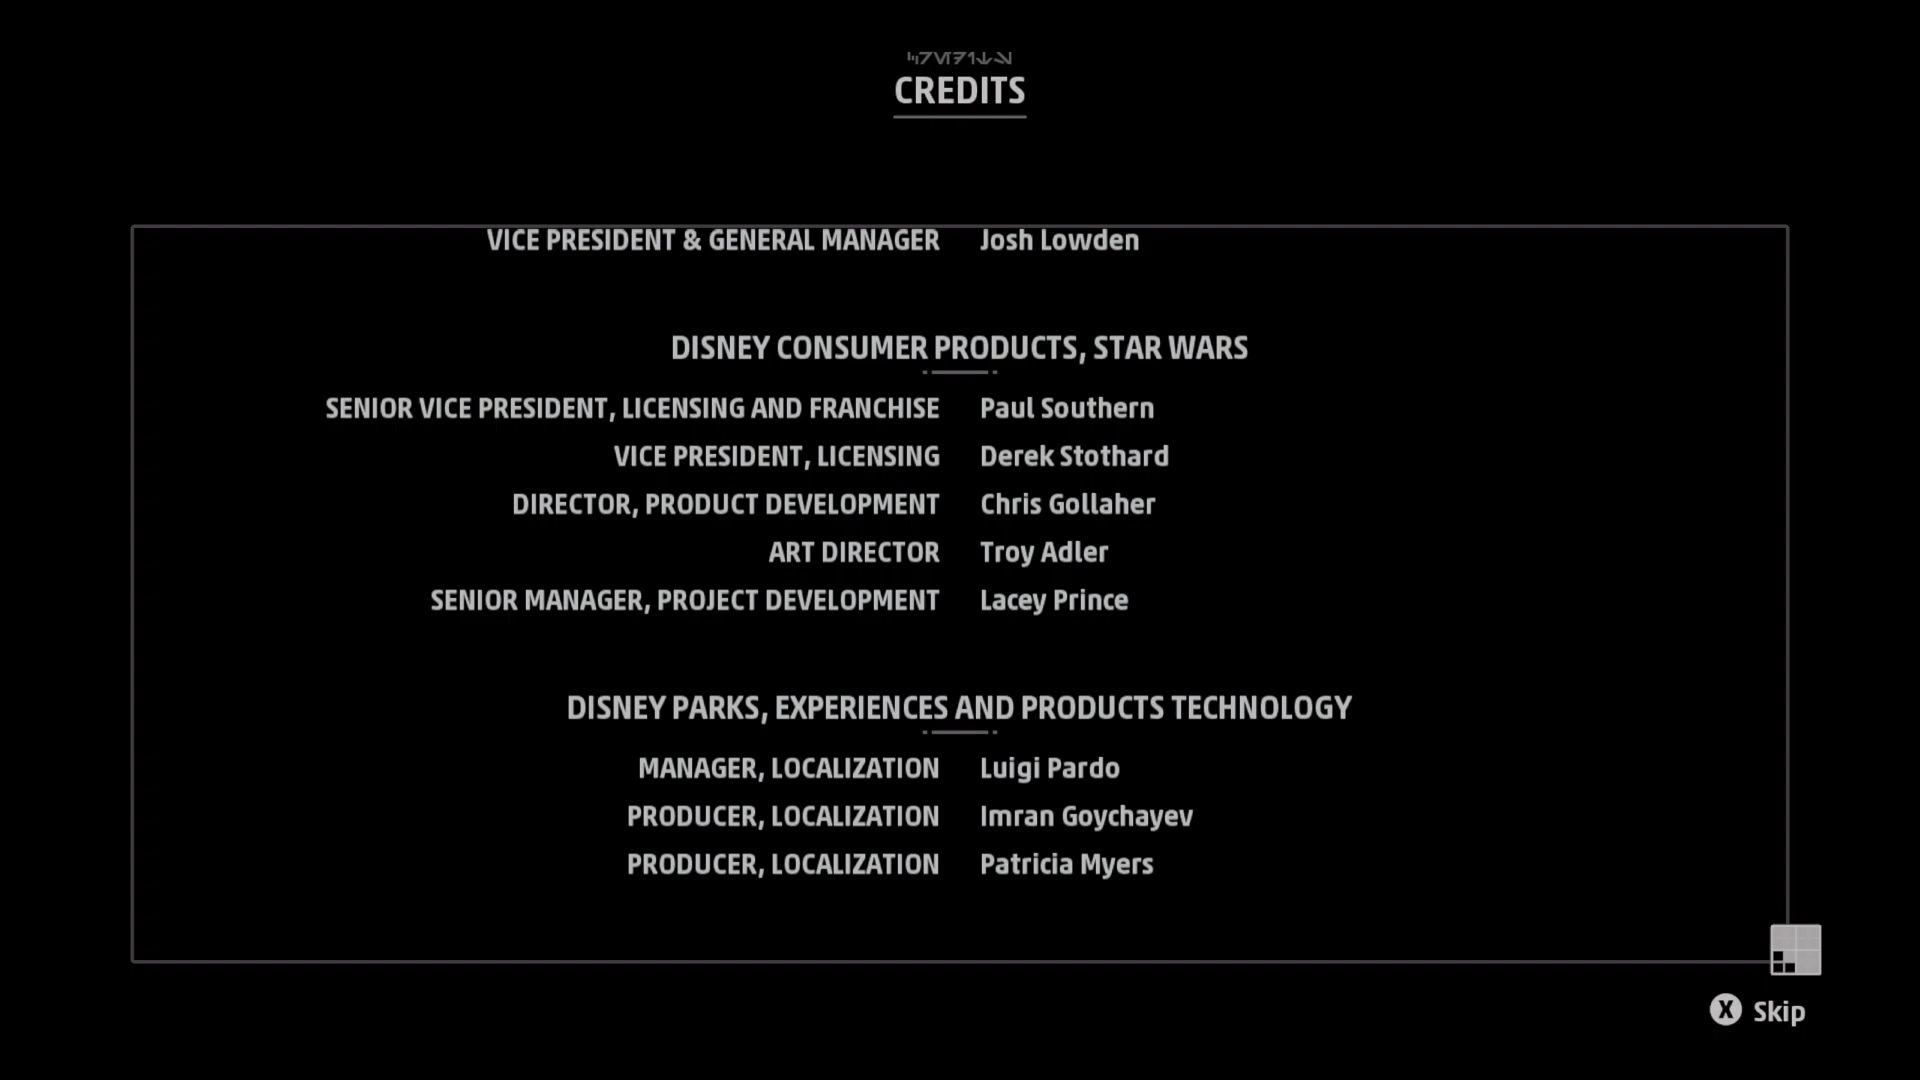 CREDITS
VICE PRESIDENT & GENERAL MANAGER Josh Lowden
DISNEY CONSUMER PRODUCTS, STAR WARS
SENIOR VICE PRESIDENT, LICENSING AND FRANCHISE Paul Southern
VICE PRESIDENT, LICENSING Derek Stothard
DIRECTOR, PRODUCT DEVELOPMENT Chris Gollaher
ART DIRECTOR Troy Adler
SENIOR MANAGER, PROJECT DEVELOPMENT Lacey Prince
DISNEY PARKS, EXPERIENCES AND PRODUCTS TECHNOLOGY
MANAGER, LOCALIZATION Luigi Pardo
PRODUCER, LOCALIZATION Imran Goychayev
PRODUCER, LOCALIZATION Patricia Myers
X Skip